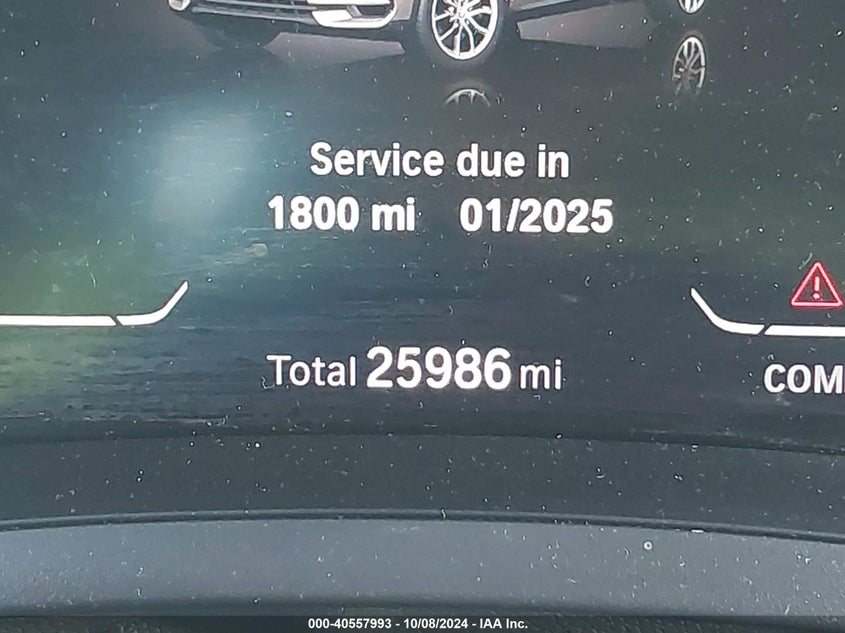 Service due in
1800 mi 01/2025
Total 25986 mi
COM
000-40557993 - 10/08/2024 - IAA Inc.